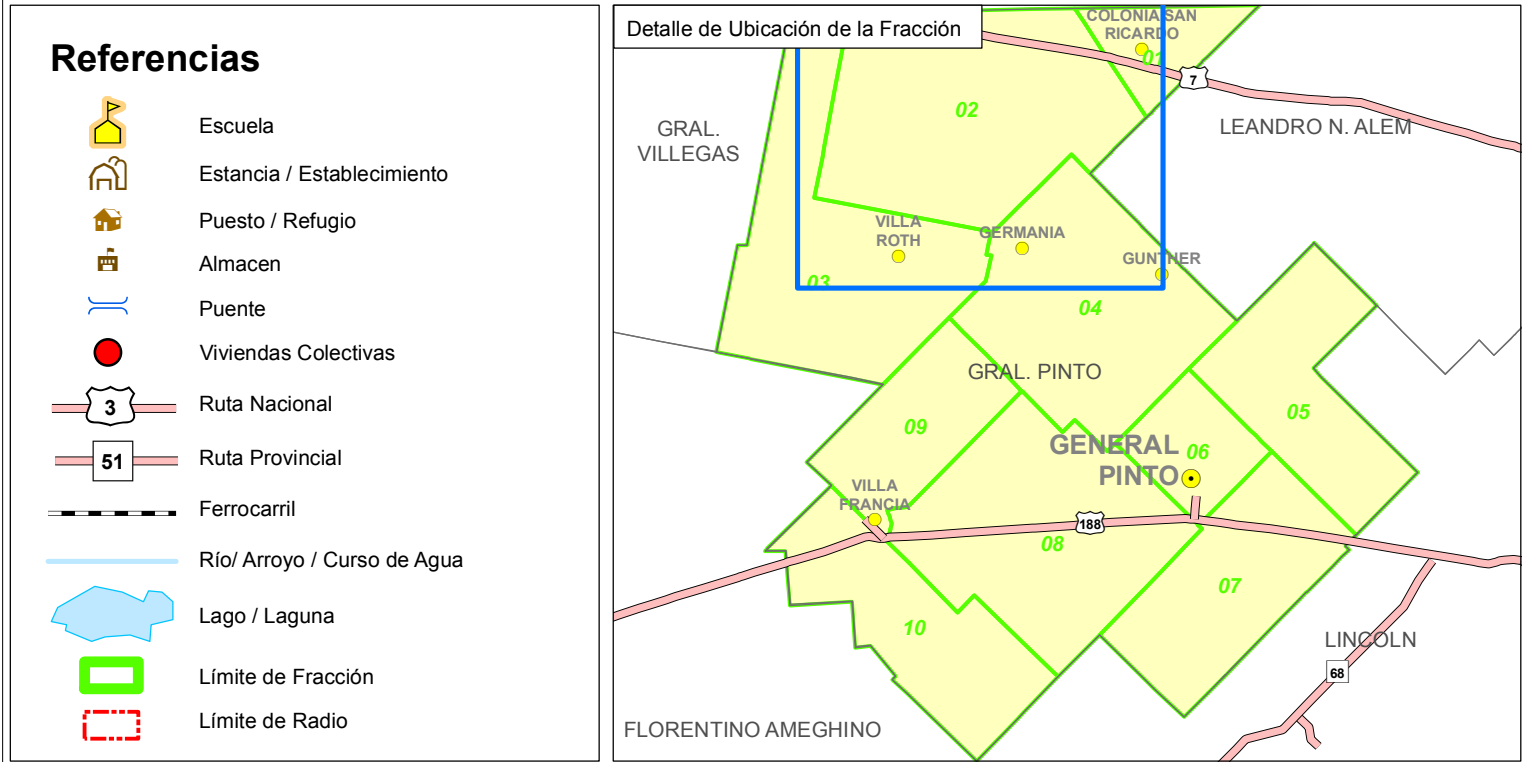 Referencias
Escuela
Estancia / Establecimiento
Puesto / Refugio
Almacen
Puente
Viviendas Colectivas
3
Ruta Nacional
51
Ruta Provincial
Ferrocarril
Río/ Arroyo / Curso de Agua
Lago / Laguna
Límite de Fracción
Límite de Radio
Detalle de Ubicación de la Fracción
COLONIA SAN
RICARDO
01
7
02
GRAL.
VILLEGAS
LEANDRO N. ALEM
VILLA
ROTH
GERMANIA
GUNTHER
03
04
GRAL. PINTO
05
09
GENERAL
PINTO
06
VILLA
FRANCIA
188
08
07
10
LINCOLN
68
FLORENTINO AMEGHINO